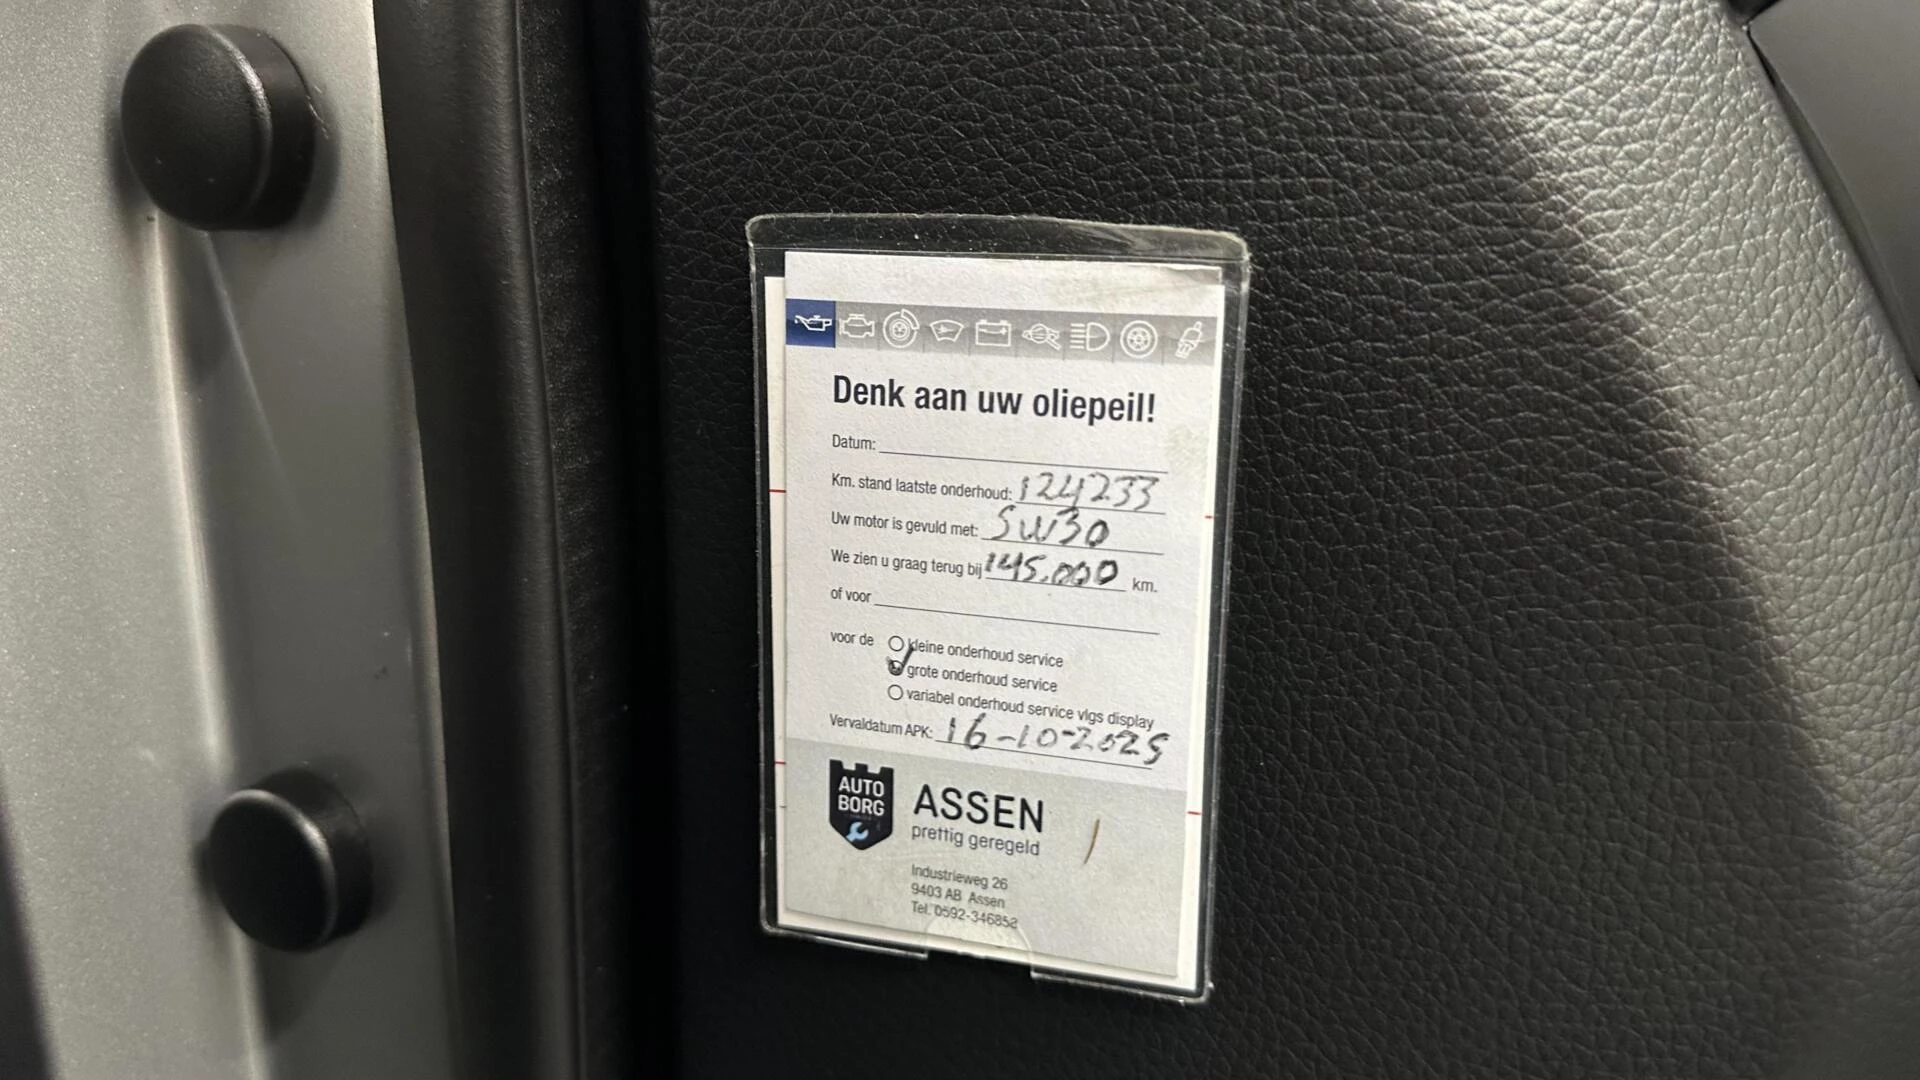 Denk aan uw oliepeil!
Datum:
Km. stand laatste onderhoud: 124233
Uw motor is gevuld met: 5W30
We zien u graag terug bij 145.000 km.
of voor
voor de kleine onderhoud service
grote onderhoud service
variabel onderhoud service vlgs display
Vervaldatum APK: 16-10-2025
AUTO
BORG
ASSEN
prettig geregeld
Industrieweg 26
9403 AB Assen
Tel. 0592-346852